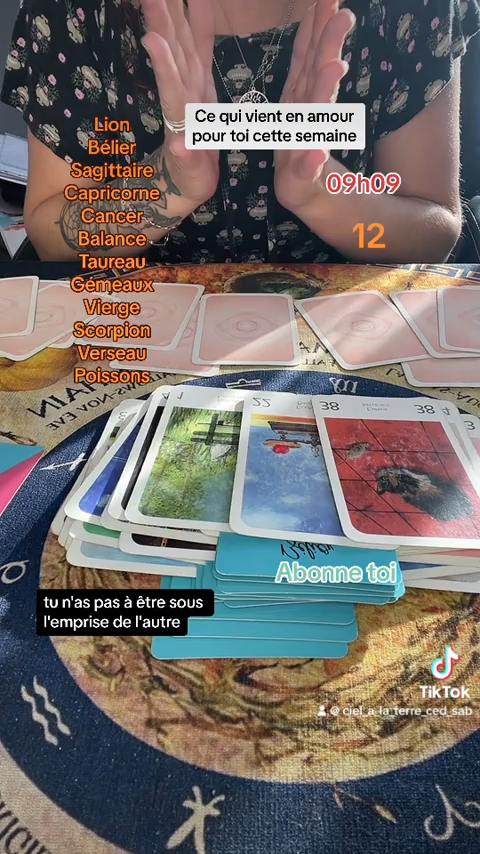 Ce qui vient en amour
pour toi cette semaine
Lion
Bélier
Sagittaire
Capricorne
Cancer
Balance
Taureau
Gémeaux
Vierge
Scorpion
Verseau
Poissons
09h09
12
1
22
38
38
Abonne toi
tu n'as pas à être sous
l'emprise de l'autre
TikTok
@ ciel_a_la_terre_ced_sab